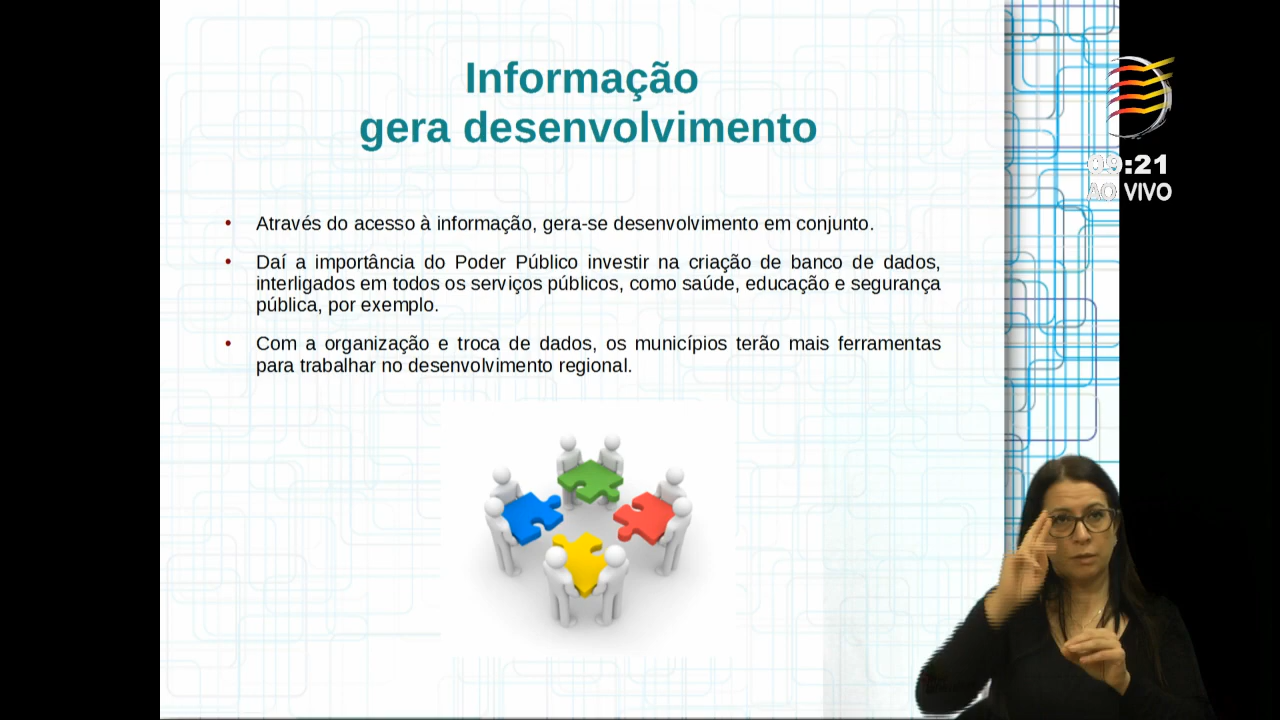 Informação
gera desenvolvimento
09:21
AO VIVO
• Através do acesso à informação, gera-se desenvolvimento em conjunto.
• Daí a importância do Poder Público investir na criação de banco de dados,
interligados em todos os serviços públicos, como saúde, educação e segurança
pública, por exemplo.
• Com a organização e troca de dados, os municípios terão mais ferramentas
para trabalhar no desenvolvimento regional.